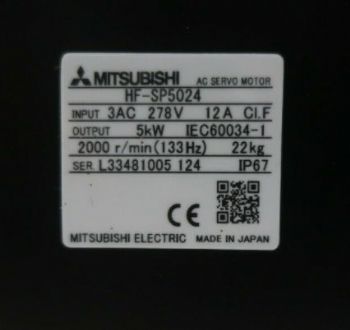 MITSUBISHI AC SERVO MOTOR
HF-SP5024
INPUT 3AC 278V 12A Cl.F
OUTPUT 5kW IEC60034-1
2000 r/min(133Hz) 22kg
SER. L33481005 124 IP67
CE
MITSUBISHI ELECTRIC MADE IN JAPAN